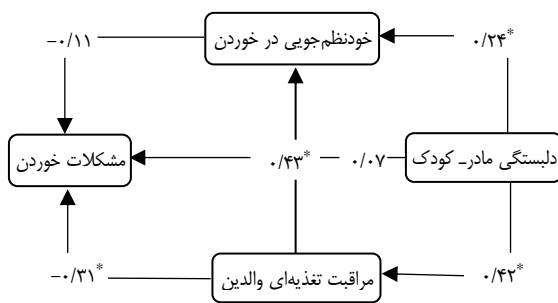 خودنظم‌جویی در خوردن
۰/۲۴*
−۰/۱۱
دلبستگی مادر- کودک
۰/۰۷
۰/۴۳*
مشکلات خوردن
مراقبت تغذیه‌ای والدین
۰/۴۲*
−۰/۳۱*